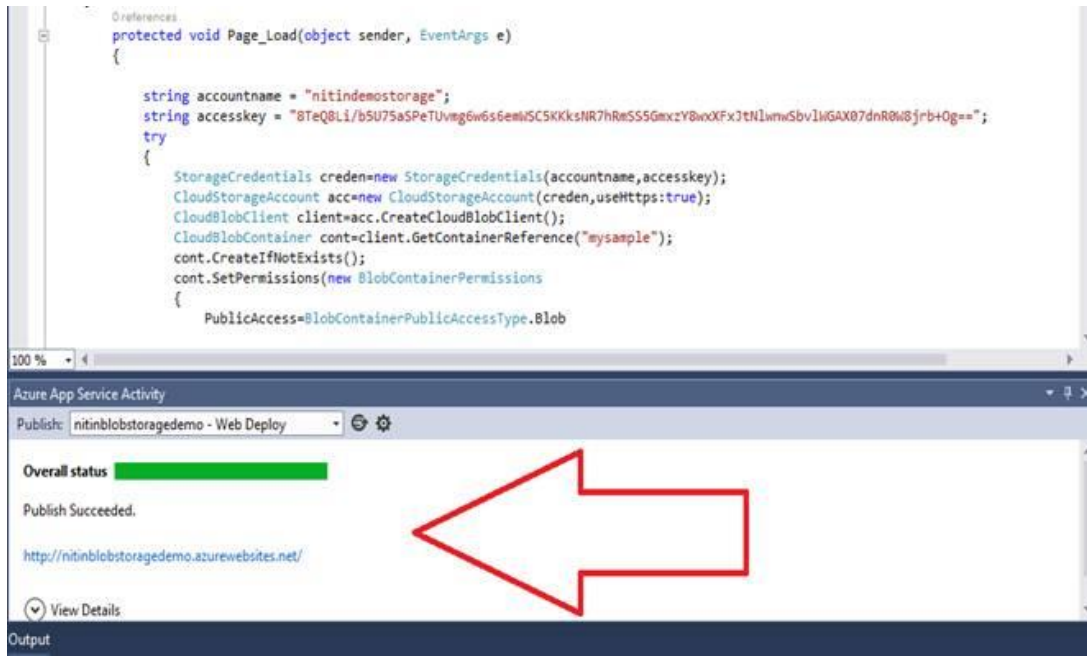 0 references
protected void Page_Load(object sender, EventArgs e)
{
string accountname = "nitindemostorage";
string accesskey =
try
{
StorageCredentials creden=new StorageCredentials(accountname,accesskey);
CloudStorageAccount acc=new CloudStorageAccount(creden,useHttps:true);
CloudBlobClient client=acc.CreateCloudBlobClient();
CloudBlobContainer cont=client.GetContainerReference("mysample");
cont.CreateIfNotExists();
cont.SetPermissions(new BlobContainerPermissions
{
PublicAccess=BlobContainerPublicAccessType.Blob
100 %
Azure App Service Activity
Publish: nitinblobstoragedemo - Web Deploy
Overall status
Publish Succeeded.
http://nitinblobstoragedemo.azurewebsites.net/
View Details
Output